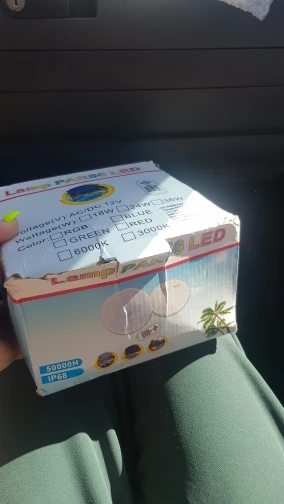 Lamp PAR56 LED
Voltage(V):AC/DC 12V
Wattage(W): 18W 24W 36W
Color: RGB BLUE RED
GREEN 3000K
6000K
Lamp PAR56 LED
50000H
IP68